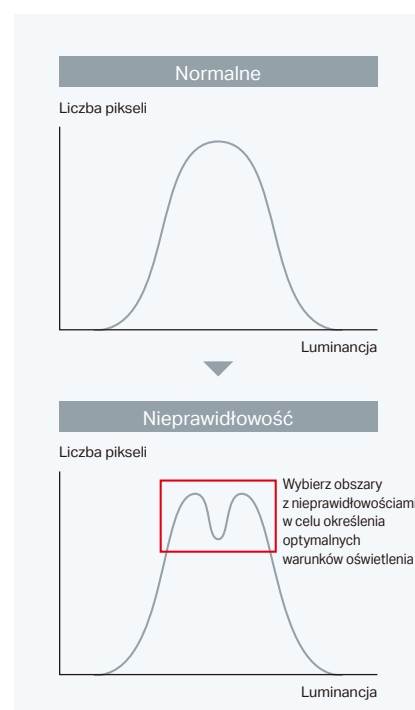 Normalne
Liczba pikseli
Luminancja
Nieprawidłowość
Liczba pikseli
Wybierz obszary
z nieprawidłowościami
w celu określenia
optymalnych
warunków oświetlenia
Luminancja